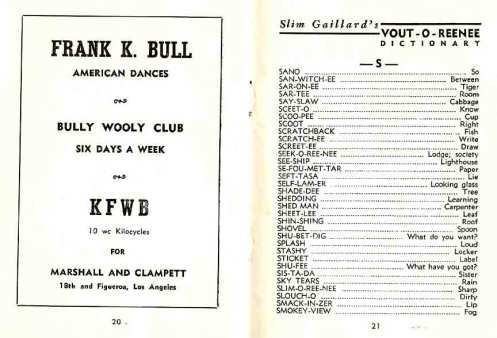 FRANK K. BULL
AMERICAN DANCES
BULLY WOOLY CLUB
SIX DAYS A WEEK
KFWB
10 wc Kilocycles
FOR
MARSHALL AND CLAMPETT
18th and Figueroa, Los Angeles
20
Slim Gaillard's
VOUT-O-REENEE
DICTIONARY
— S —
SANO ........ So
SAN-WITCH-EE ........ Between
SAR-ON-EE ........ Tiger
SAR-TEE ........ Room
SAY-SLAW ........ Cabbage
SCEET-O ........ Know
SCOO-PEE ........ Cup
SCOOT ........ Right
SCRATCHBACK ........ Fish
SCRATCH-EE ........ Write
SCREET-EE ........ Draw
SEEK-O-REE-NEE ........ Lodge; society
SEE-SHIP ........ Lighthouse
SE-FOU-MET-TAR ........ Paper
SEFT-TASA ........ Lie
SELF-LAM-ER ........ Looking glass
SHADE-DEE ........ Tree
SHEDOING ........ Learning
SHED MAN ........ Carpenter
SHEET-LEE ........ Leaf
SHIN-SHING ........ Roof
SHOVEL ........ Spoon
SHU-BET-DIG ........ What do you want?
SPLASH ........ Loud
STASHY ........ Locker
STICKET ........ Label
SHU-FEE ........ What have you got?
SIS-TA-DA ........ Sister
SKY TEARS ........ Rain
SLIM-O-REE-NEE ........ Sharp
SLOUCH-O ........ Dirty
SMACK-IN-ZER ........ Lip
SMOKEY-VIEW ........ Fog
21